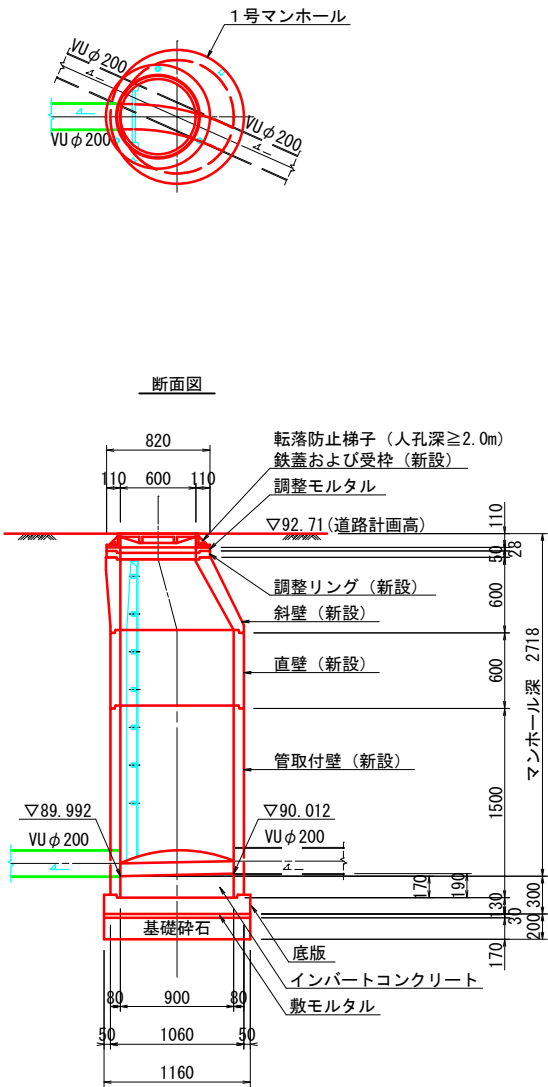 １号マンホール
VUφ200
VUφ200
VUφ200
断面図
820
110 600 110
転落防止梯子（人孔深≧2.0m）
鉄蓋および受枠（新設）
調整モルタル
▽92.71(道路計画高)
調整リング（新設）
斜壁（新設）
直壁（新設）
管取付壁（新設）
110
50
28
600
600
1500
マンホール深 2718
▽89.992
▽90.012
VUφ200
VUφ200
170
190
130
300
30
200
170
基礎砕石
底版
インバートコンクリート
敷モルタル
80 900 80
50 1060 50
1160